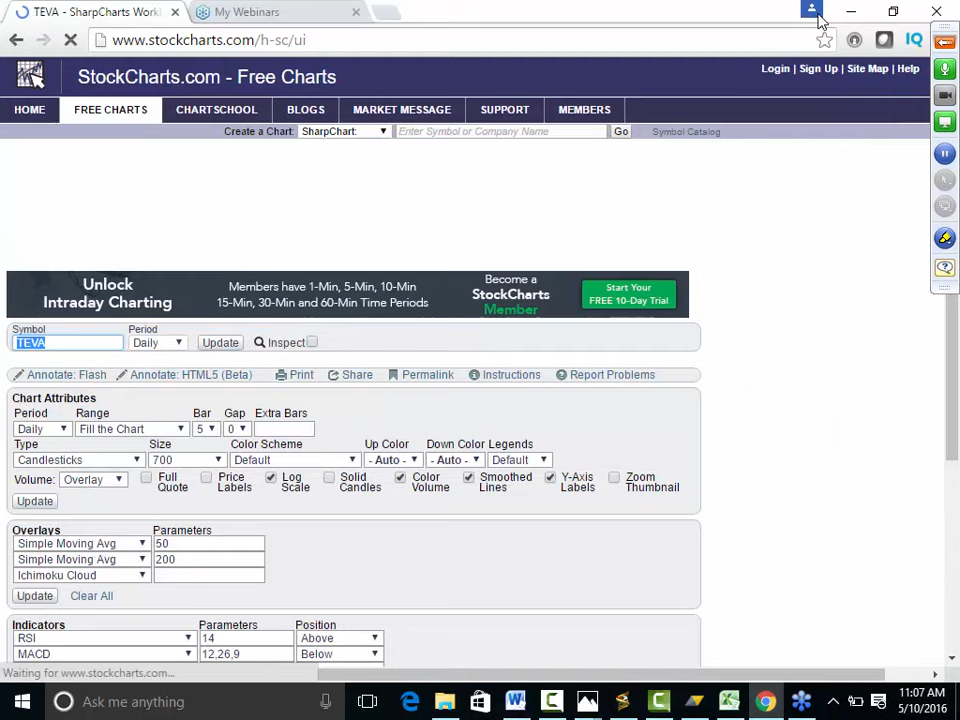 TEVA - SharpCharts Workl
My Webinars
www.stockcharts.com/h-sc/ui
StockCharts.com - Free Charts
Login | Sign Up | Site Map | Help
HOME FREE CHARTS CHARTSCHOOL BLOGS MARKET MESSAGE SUPPORT MEMBERS
Create a Chart: SharpChart: Enter Symbol or Company Name Go Symbol Catalog
Unlock
Intraday Charting
Members have 1-Min, 5-Min, 10-Min
15-Min, 30-Min and 60-Min Time Periods
Become a
StockCharts
Member
Start Your
FREE 10-Day Trial
Symbol Period
TEVA Daily Update Inspect
Annotate: Flash Annotate: HTML5 (Beta) Print Share Permalink Instructions Report Problems
Chart Attributes
Period Range Bar Gap Extra Bars
Daily Fill the Chart 5 0
Type Size Color Scheme Up Color Down Color Legends
Candlesticks 700 Default - Auto - - Auto - Default
Volume: Overlay Full Quote Price Labels Log Scale Solid Candles Color Volume Smoothed Lines Y-Axis Labels Zoom Thumbnail
Update
Overlays Parameters
Simple Moving Avg 50
Simple Moving Avg 200
Ichimoku Cloud
Update Clear All
Indicators Parameters Position
RSI 14 Above
MACD 12,26,9 Below
Waiting for www.stockcharts.com...
Ask me anything
11:07 AM
5/10/2016